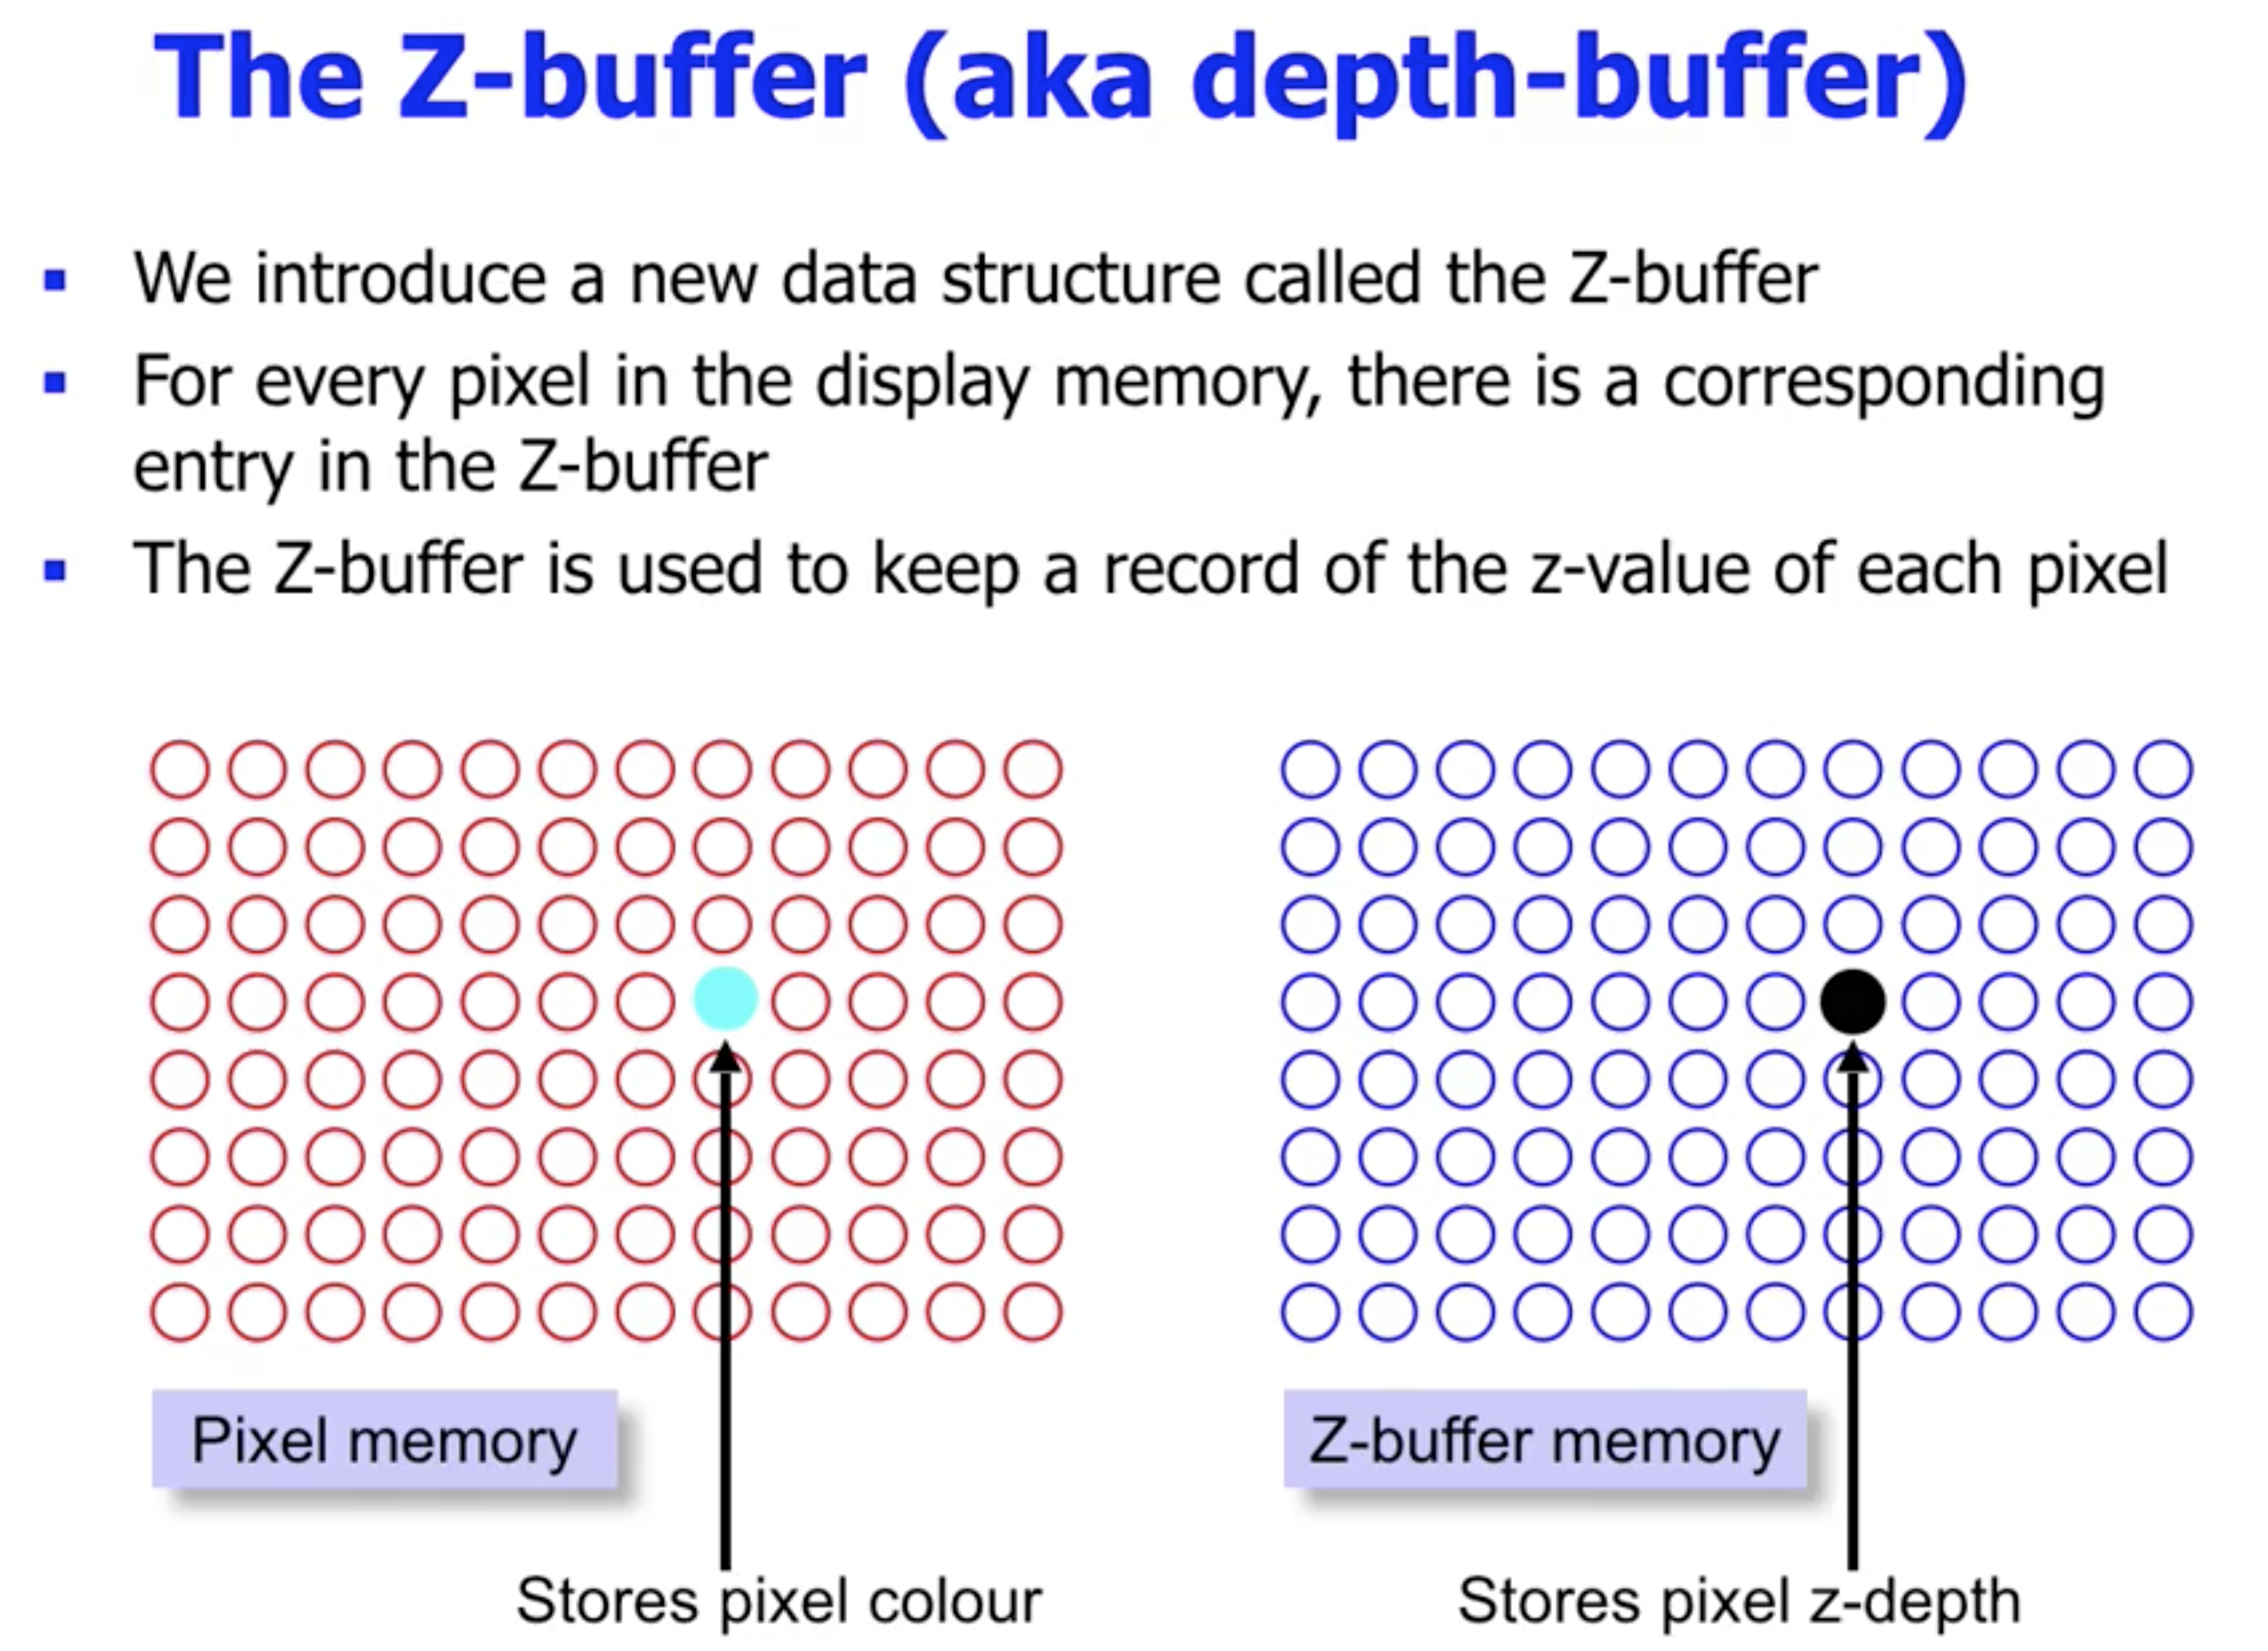 The Z-buffer (aka depth-buffer)
We introduce a new data structure called the Z-buffer
For every pixel in the display memory, there is a corresponding
entry in the Z-buffer
The Z-buffer is used to keep a record of the z-value of each pixel
Pixel memory
Z-buffer memory
Stores pixel colour
Stores pixel z-depth